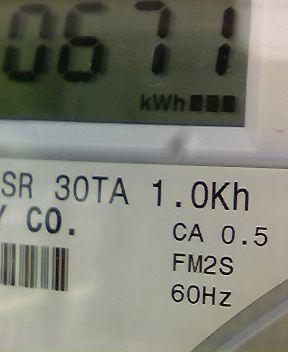 0671
kWh
SR 30TA 1.0Kh
Y CO.
CA 0.5
FM2S
60Hz